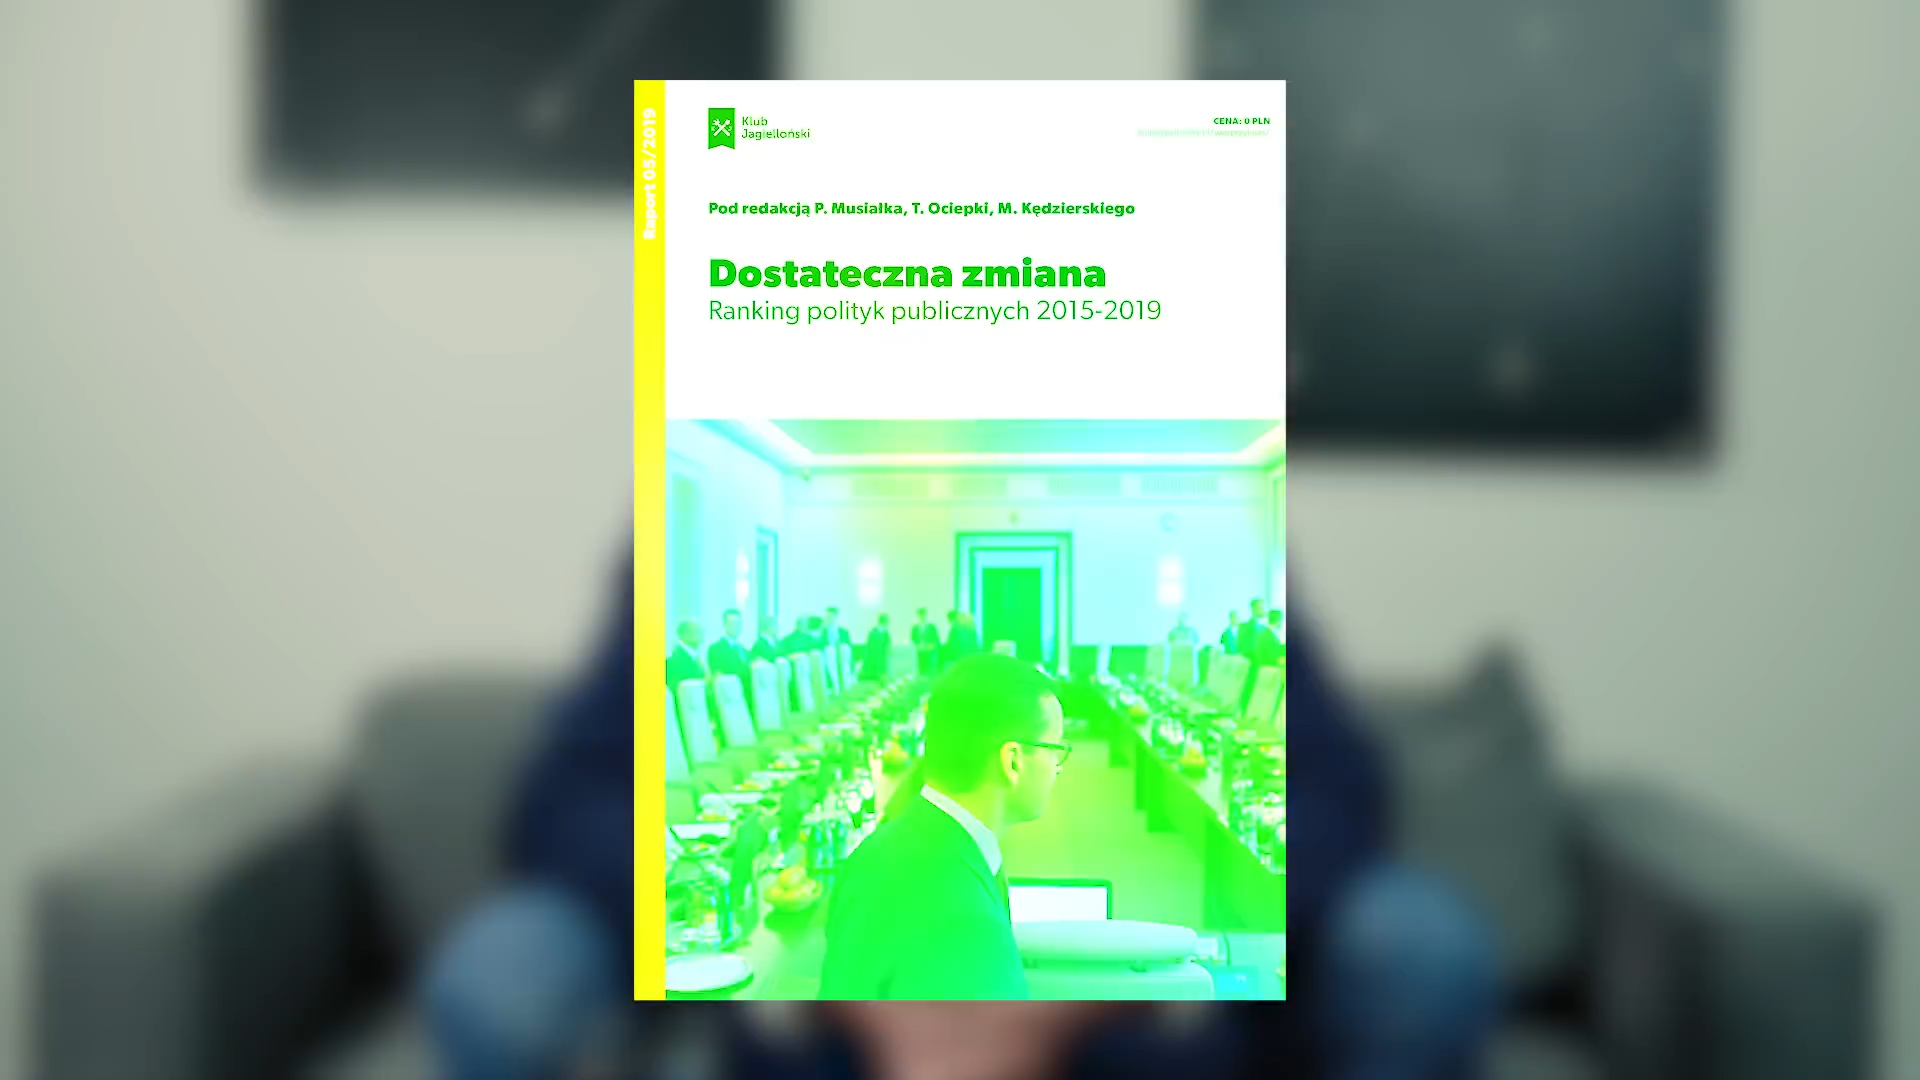 Raport 05/2019
Klub
Jagielloński
CENA: 0 PLN
Pod redakcją P. Musiałka, T. Ociepki, M. Kędzierskiego
Dostateczna zmiana
Ranking polityk publicznych 2015-2019